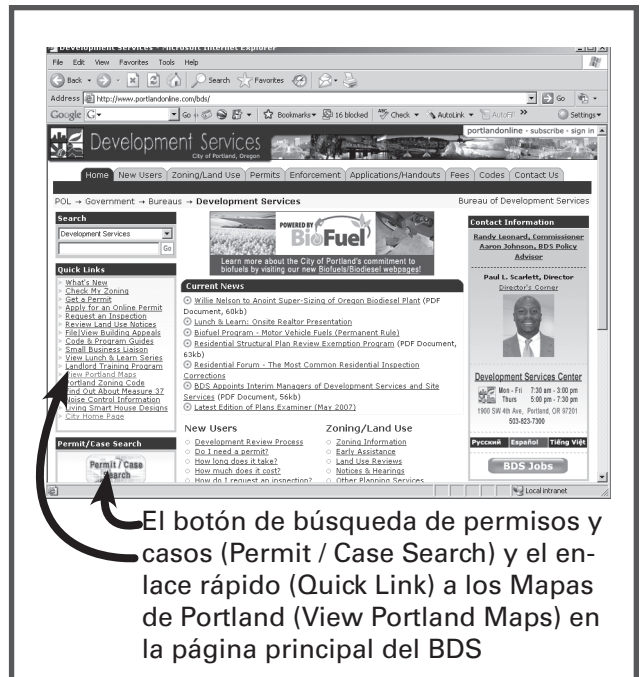 Development Services - Microsoft Internet Explorer
File Edit View Favorites Tools Help
Back Search Favorites
Address http://www.portlandonline.com/bds/ Go
Google G Go Bookmarks 16 blocked Check AutoLink AutoFill Settings
portlandonline · subscribe · sign in
Development Services
City of Portland, Oregon
Home New Users Zoning/Land Use Permits Enforcement Applications/Handouts Fees Codes Contact Us
POL → Government → Bureaus → Development Services Bureau of Development Services
Search
Development Services
Go
Quick Links
What's New
Check My Zoning
Get a Permit
Apply for an Online Permit
Request an Inspection
Review Land Use Notices
File|View Building Appeals
Code & Program Guides
Small Business Liaison
View Lunch & Learn Series
Landlord Training Program
View Portland Maps
Portland Zoning Code
Find Out About Measure 37
Noise Control Information
Living Smart House Designs
City Home Page
Permit/Case Search
Permit / Case
Search
POWERED BY
BioFuel
Learn more about the City of Portland's commitment to
biofuels by visiting our new Biofuels/Biodiesel webpages!
Current News
Willie Nelson to Anoint Super-Sizing of Oregon Biodiesel Plant (PDF
Document, 60kb)
Lunch & Learn: Onsite Realtor Presentation
Biofuel Program - Motor Vehicle Fuels (Permanent Rule)
Residential Structural Plan Review Exemption Program (PDF Document,
63kb)
Residential Forum - The Most Common Residential Inspection
Corrections
BDS Appoints Interim Managers of Development Services and Site
Services (PDF Document, 56kb)
Latest Edition of Plans Examiner (May 2007)
New Users
Development Review Process
Do I need a permit?
How long does it take?
How much does it cost?
How do I request an inspection?
Zoning/Land Use
Zoning Information
Early Assistance
Land Use Reviews
Notices & Hearings
Other Planning Services
Contact Information
Randy Leonard, Commissioner
Aaron Johnson, BDS Policy
Advisor
Paul L. Scarlett, Director
Director's Corner
Development Services Center
Mon - Fri 7:30 am - 3:00 pm
Thurs 5:00 pm - 7:30 pm
1900 SW 4th Ave, Portland, OR 97201
503-823-7300
Русский Español Tiếng Việt
BDS Jobs
Local intranet
El botón de búsqueda de permisos y
casos (Permit / Case Search) y el en-
lace rápido (Quick Link) a los Mapas
de Portland (View Portland Maps) en
la página principal del BDS